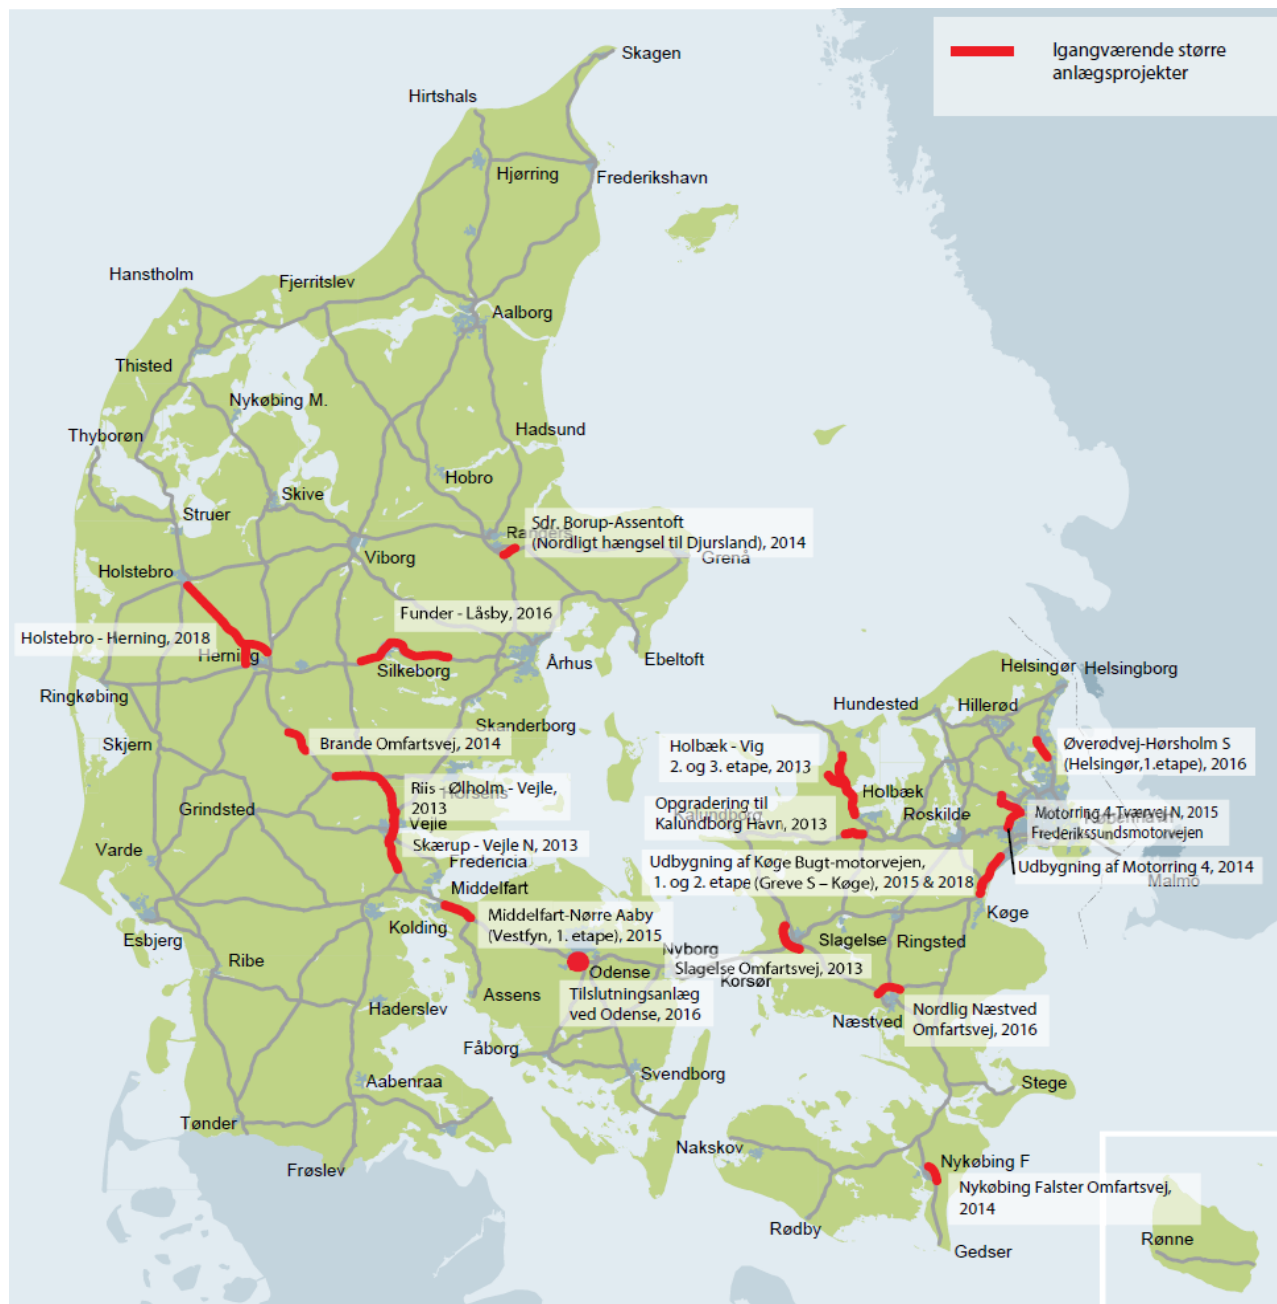 Igangværende større
anlægsprojekter
Skagen
Hirtshals
Hjørring
Frederikshavn
Hanstholm
Fjerritslev
Aalborg
Thisted
Nykøbing M.
Thyborøn
Hadsund
Hobro
Skive
Struer
Sdr. Borup-Assentoft
(Nordligt hængsel til Djursland), 2014
Randers
Grenå
Viborg
Holstebro
Funder - Låsby, 2016
Holstebro - Herning, 2018
Herning
Silkeborg
Århus
Ebeltoft
Ringkøbing
Skanderborg
Skjern
Brande Omfartsvej, 2014
Helsingør
Helsingborg
Hundested
Hillerød
Holbæk - Vig
2. og 3. etape, 2013
Øverødvej-Hørsholm S
(Helsingør,1.etape), 2016
Riis - Ølholm - Vejle,
2013
Horsens
Grindsted
Vejle
Skærup - Vejle N, 2013
Holbæk
Opgradering til
Kalundborg Havn, 2013
Kalundborg
Roskilde
Motorring 4-Tværvej N, 2015
København
Frederikssundsmotorvejen
Varde
Fredericia
Udbygning af Køge Bugt-motorvejen,
1. og 2. etape (Greve S – Køge), 2015 & 2018
Udbygning af Motorring 4, 2014
Malmö
Middelfart
Middelfart-Nørre Aaby
(Vestfyn, 1. etape), 2015
Kolding
Køge
Esbjerg
Slagelse
Ringsted
Nyborg
Ribe
Odense
Slagelse Omfartsvej, 2013
Korsør
Assens
Tilslutningsanlæg
ved Odense, 2016
Haderslev
Næstved
Nordlig Næstved
Omfartsvej, 2016
Fåborg
Svendborg
Aabenraa
Stege
Tønder
Nakskov
Frøslev
Nykøbing F
Nykøbing Falster Omfartsvej,
2014
Rødby
Gedser
Rønne